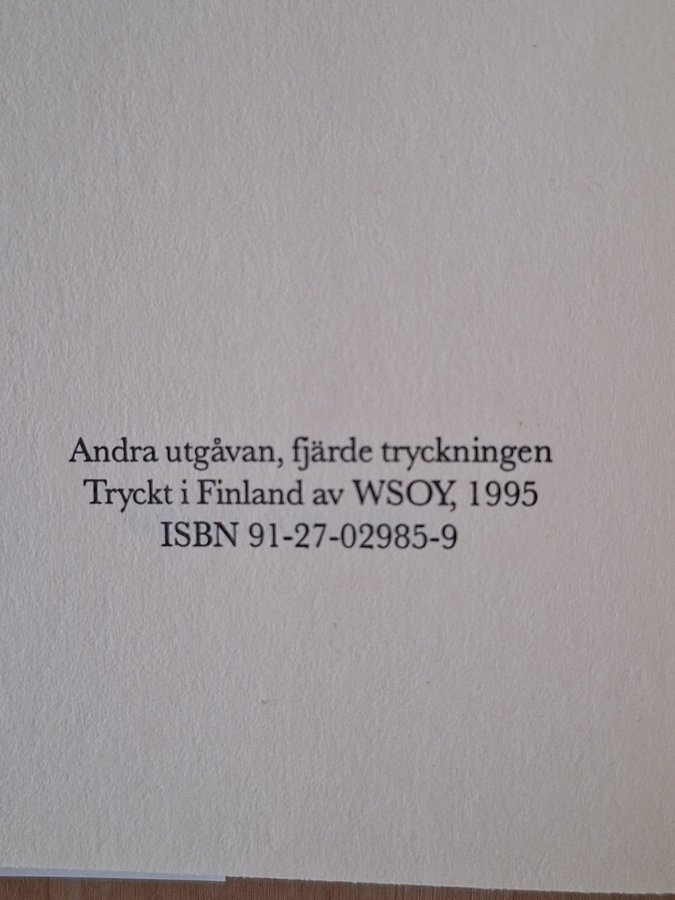 Andra utgåvan, fjärde tryckningen
Tryckt i Finland av WSOY, 1995
ISBN 91-27-02985-9